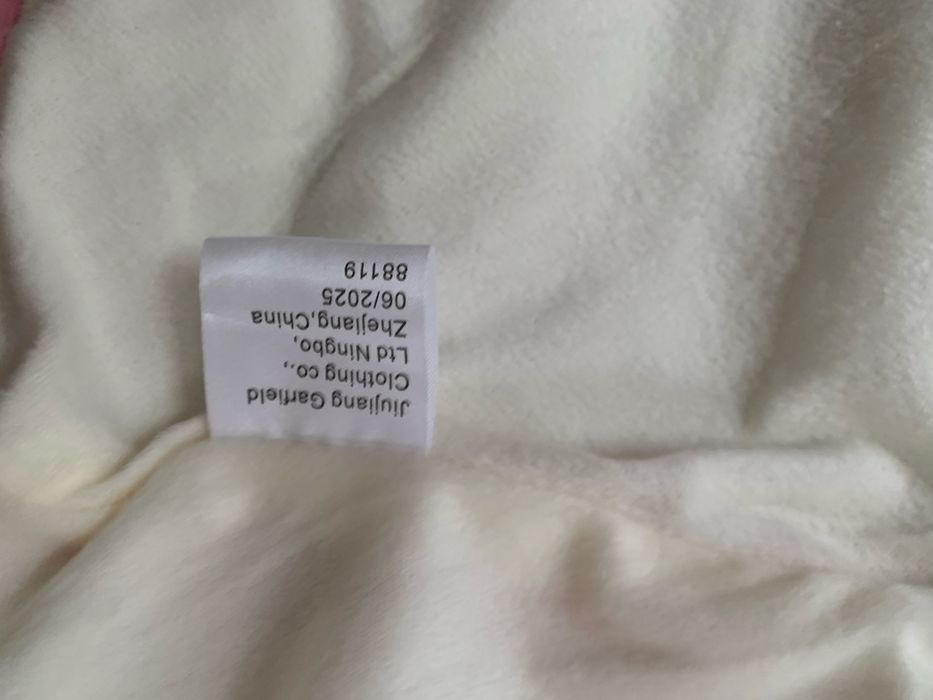 Jiujiang Garfield
Clothing co.,
Ltd Ningbo,
Zhejiang,China
06/2025
88119